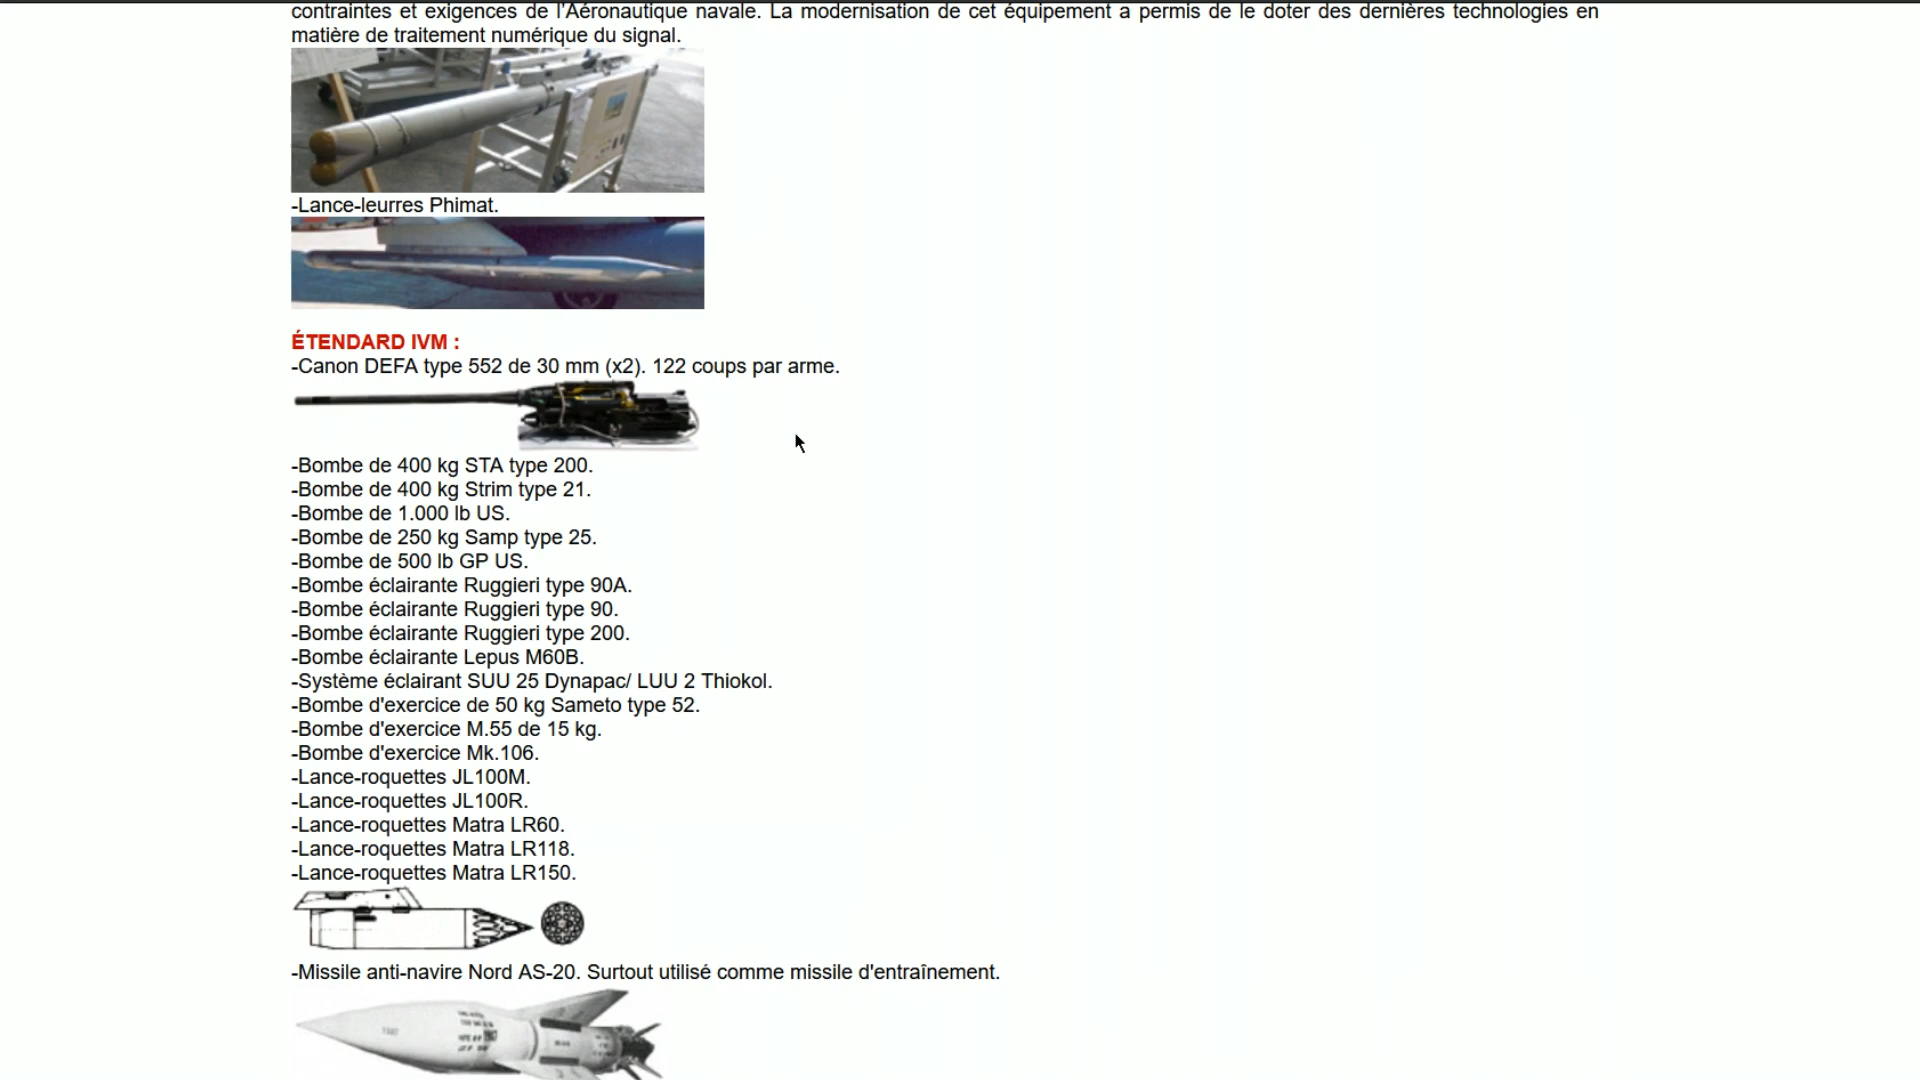 contraintes et exigences de l'Aéronautique navale. La modernisation de cet équipement a permis de le doter des dernières technologies en
matière de traitement numérique du signal.
-Lance-leurres Phimat.
ÉTENDARD IVM :
-Canon DEFA type 552 de 30 mm (x2). 122 coups par arme.
-Bombe de 400 kg STA type 200.
-Bombe de 400 kg Strim type 21.
-Bombe de 1.000 lb US.
-Bombe de 250 kg Samp type 25.
-Bombe de 500 lb GP US.
-Bombe éclairante Ruggieri type 90A.
-Bombe éclairante Ruggieri type 90.
-Bombe éclairante Ruggieri type 200.
-Bombe éclairante Lepus M60B.
-Système éclairant SUU 25 Dynapac/ LUU 2 Thiokol.
-Bombe d'exercice de 50 kg Sameto type 52.
-Bombe d'exercice M.55 de 15 kg.
-Bombe d'exercice Mk.106.
-Lance-roquettes JL100M.
-Lance-roquettes JL100R.
-Lance-roquettes Matra LR60.
-Lance-roquettes Matra LR118.
-Lance-roquettes Matra LR150.
-Missile anti-navire Nord AS-20. Surtout utilisé comme missile d'entraînement.